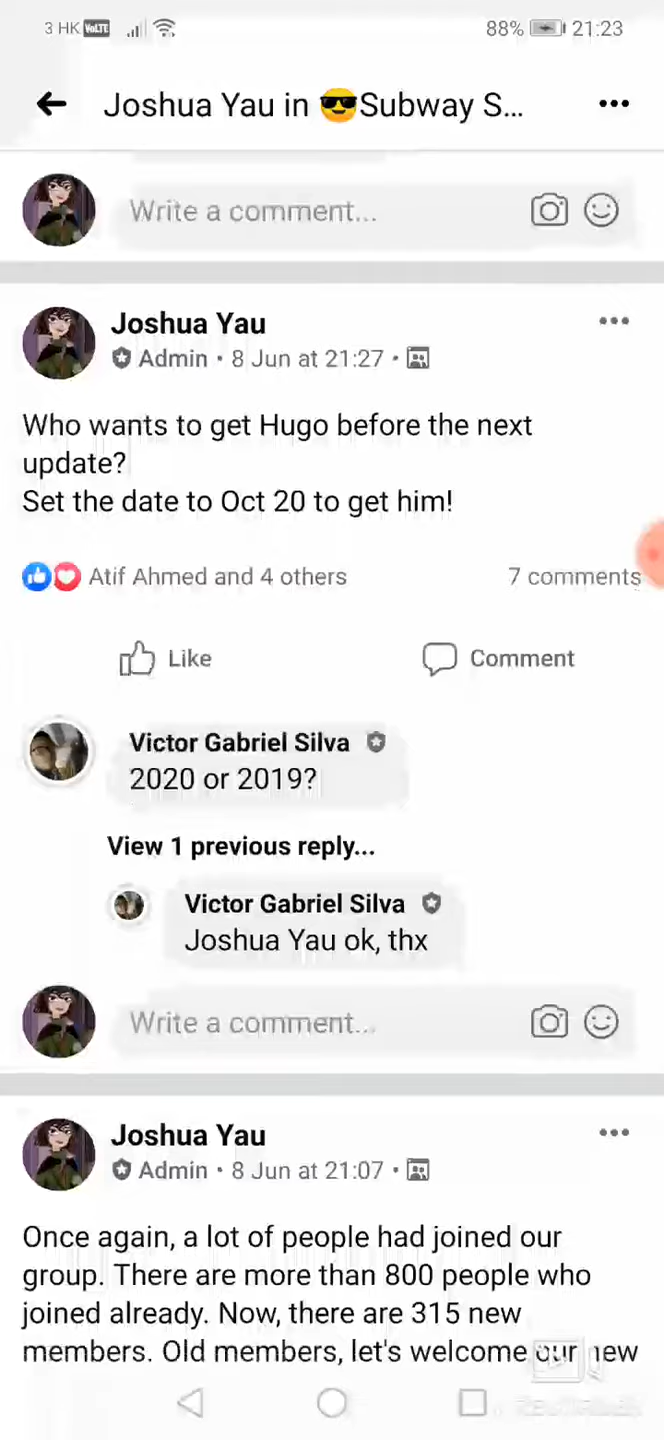 3 HK VoLTE 88% 21:23
Joshua Yau in 😎Subway S...
Write a comment...
Joshua Yau
Admin • 8 Jun at 21:27 •
Who wants to get Hugo before the next
update?
Set the date to Oct 20 to get him!
Atif Ahmed and 4 others 7 comments
Like Comment
Victor Gabriel Silva
2020 or 2019?
View 1 previous reply...
Victor Gabriel Silva
Joshua Yau ok, thx
Write a comment...
Joshua Yau
Admin • 8 Jun at 21:07 •
Once again, a lot of people had joined our
group. There are more than 800 people who
joined already. Now, there are 315 new
members. Old members, let's welcome our new